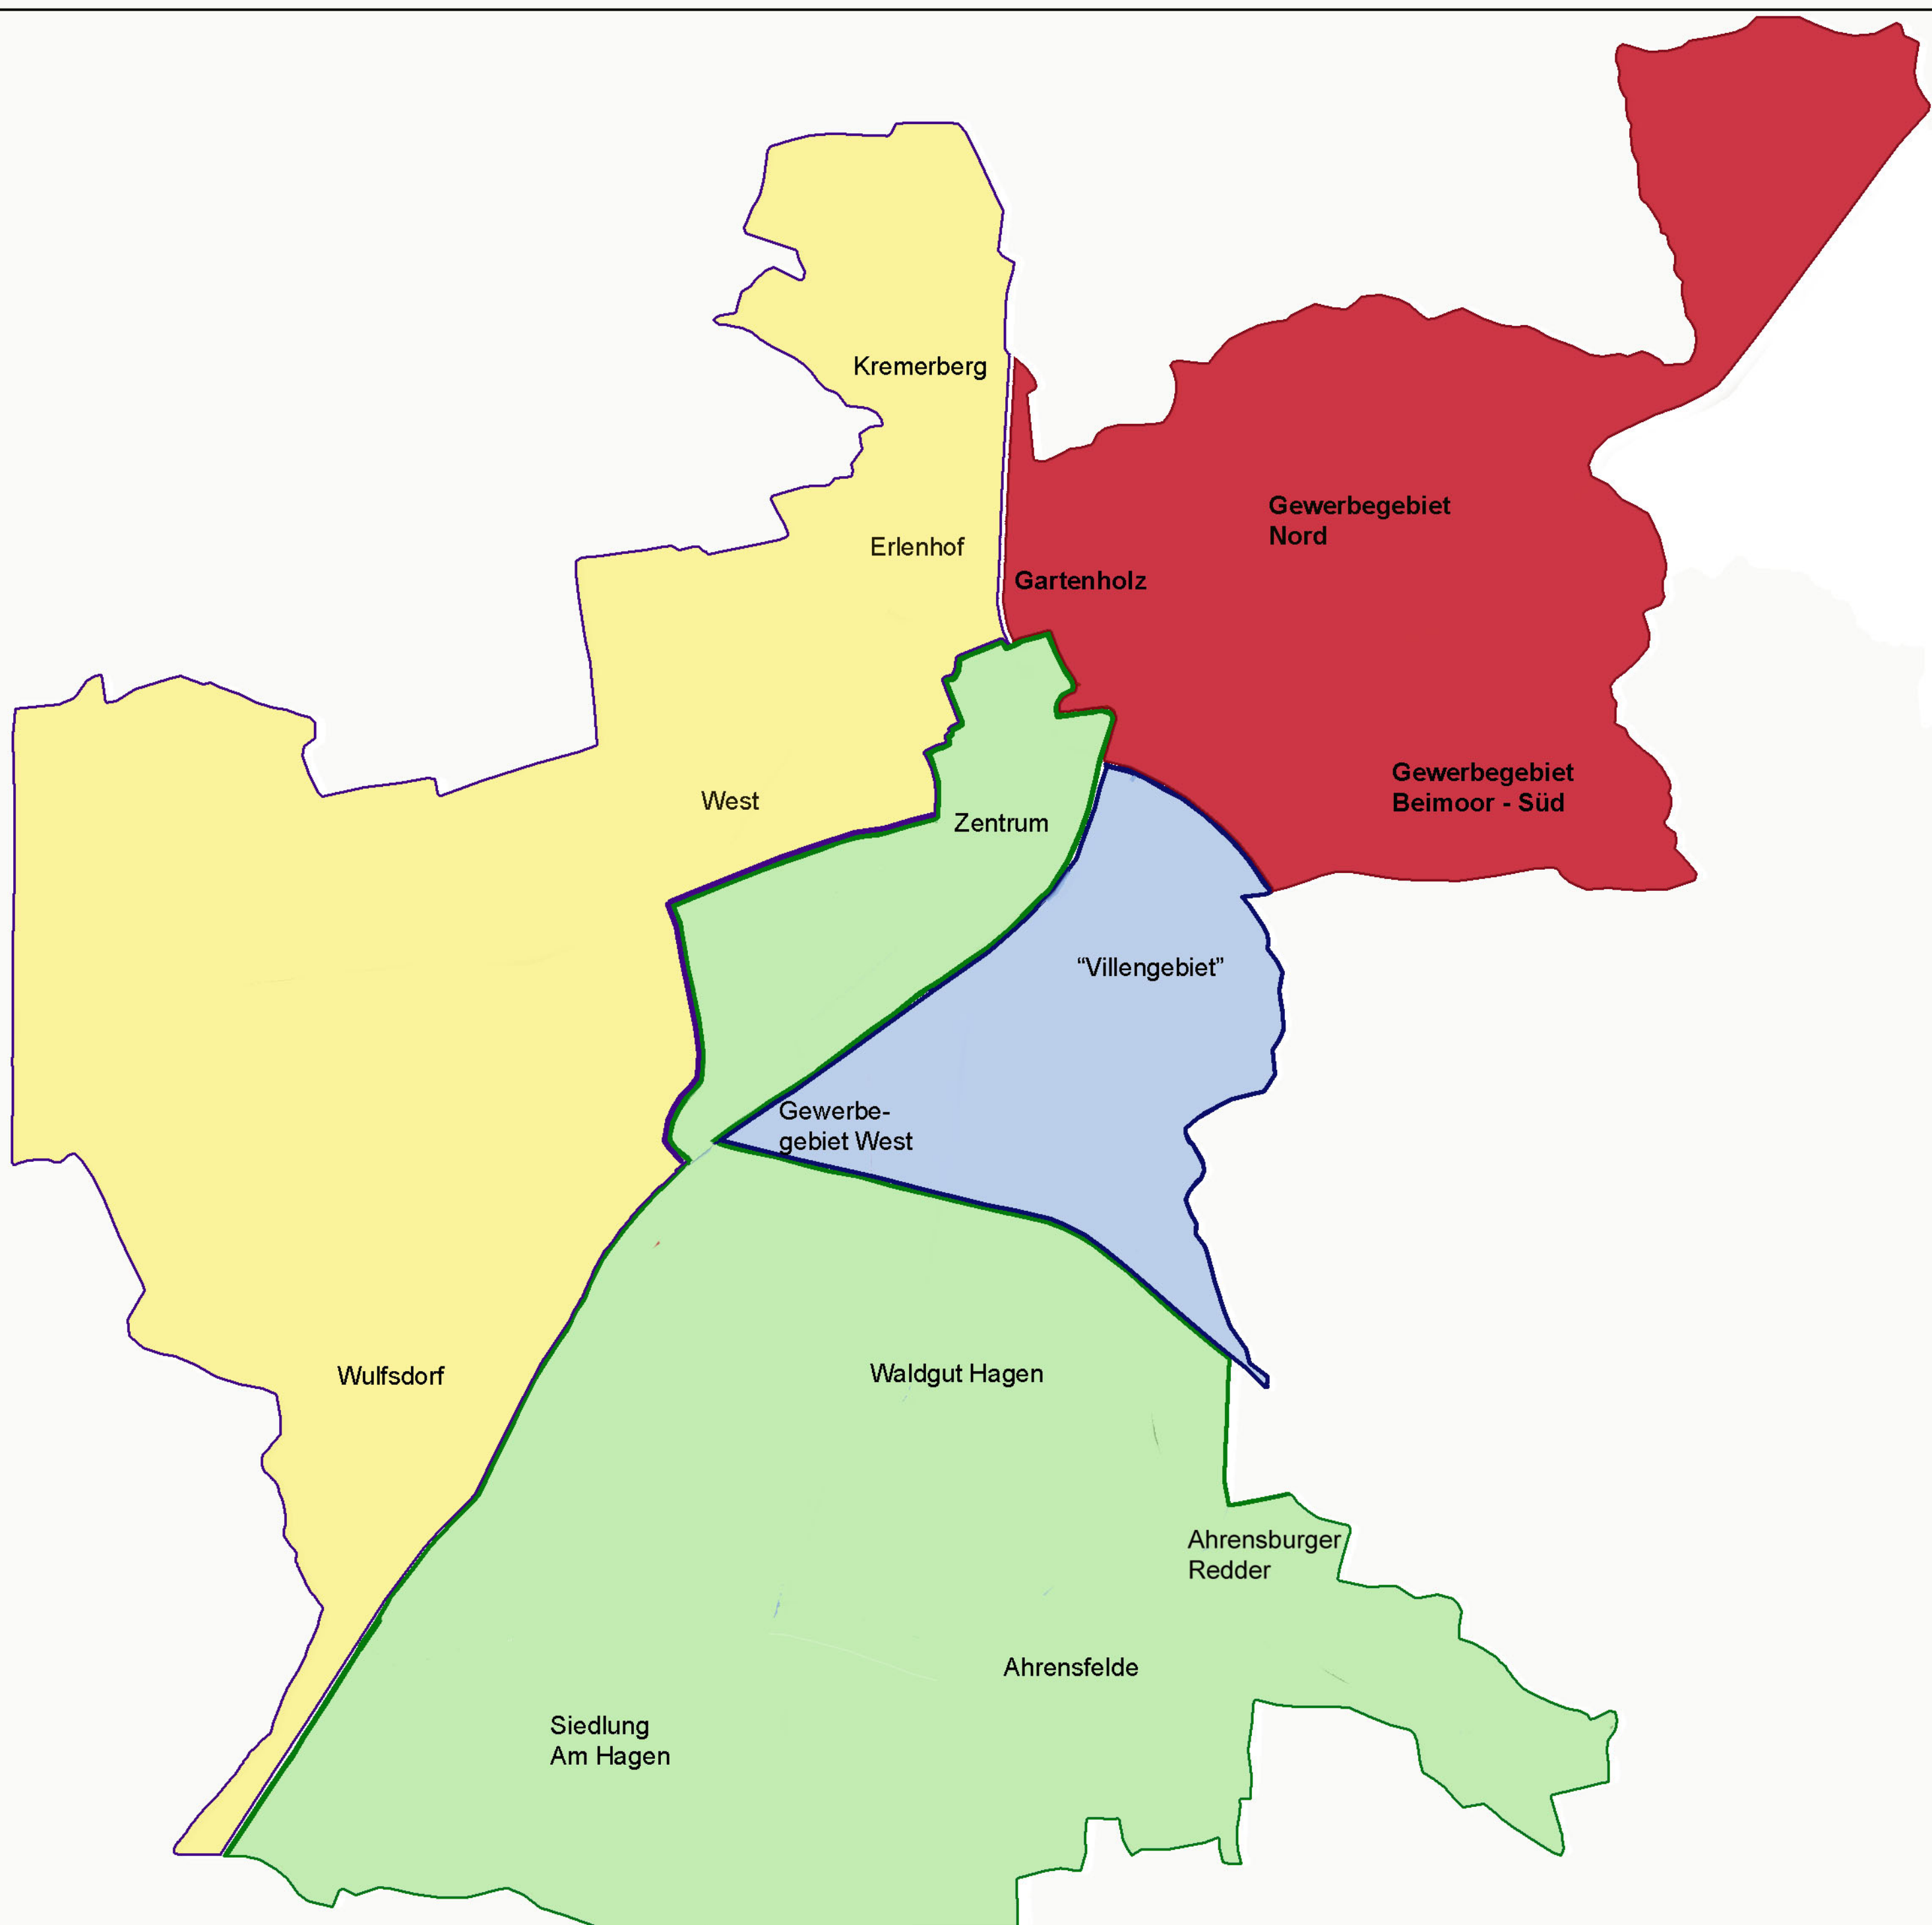 Kremerberg
Gewerbegebiet
Nord
Erlenhof
Gartenholz
Gewerbegebiet
Beimoor - Süd
West
Zentrum
“Villengebiet”
Gewerbe-
gebiet West
Waldgut Hagen
Wulfsdorf
Ahrensburger
Redder
Ahrensfelde
Siedlung
Am Hagen